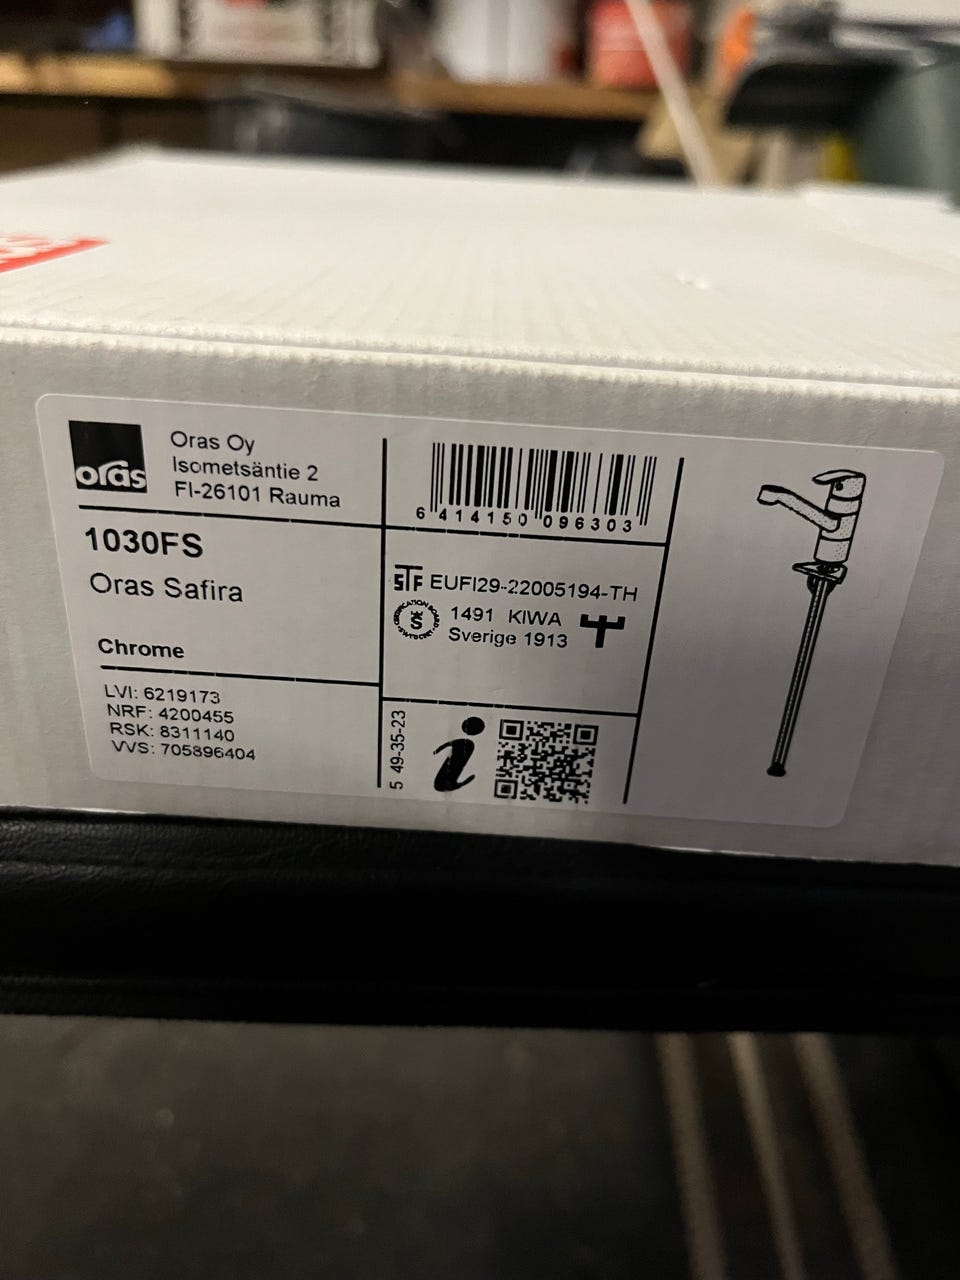 oras
Oras Oy
Isometsäntie 2
FI-26101 Rauma
1030FS
Oras Safira
Chrome
LVI: 6219173
NRF: 4200455
RSK: 8311140
VVS: 705896404
6 414150 096303
STF EUFI29-22005194-TH
1491 KIWA
Sverige 1913
5 49-35-23
i